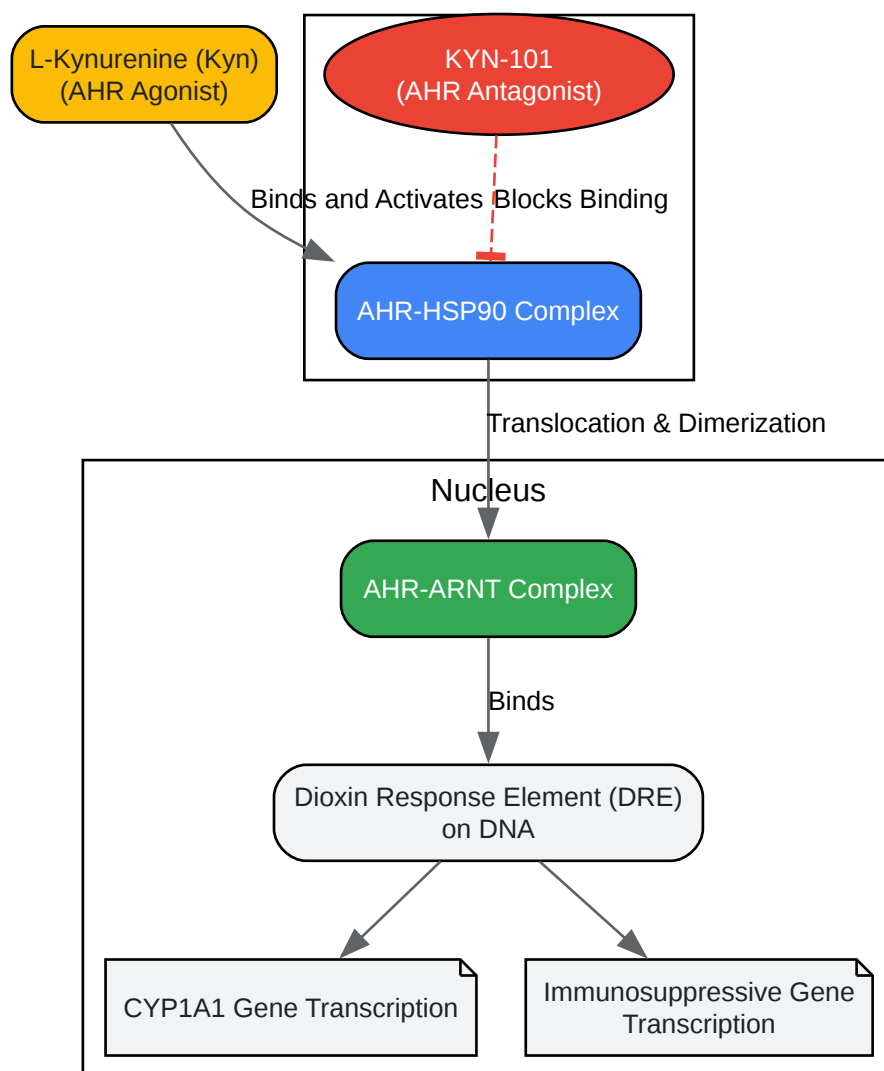 L-Kynurenine (Kyn)
(AHR Agonist)
KYN-101
(AHR Antagonist)
Binds and Activates
Blocks Binding
AHR-HSP90 Complex
Translocation & Dimerization
Nucleus
AHR-ARNT Complex
Binds
Dioxin Response Element (DRE)
on DNA
CYP1A1 Gene Transcription
Immunosuppressive Gene
Transcription